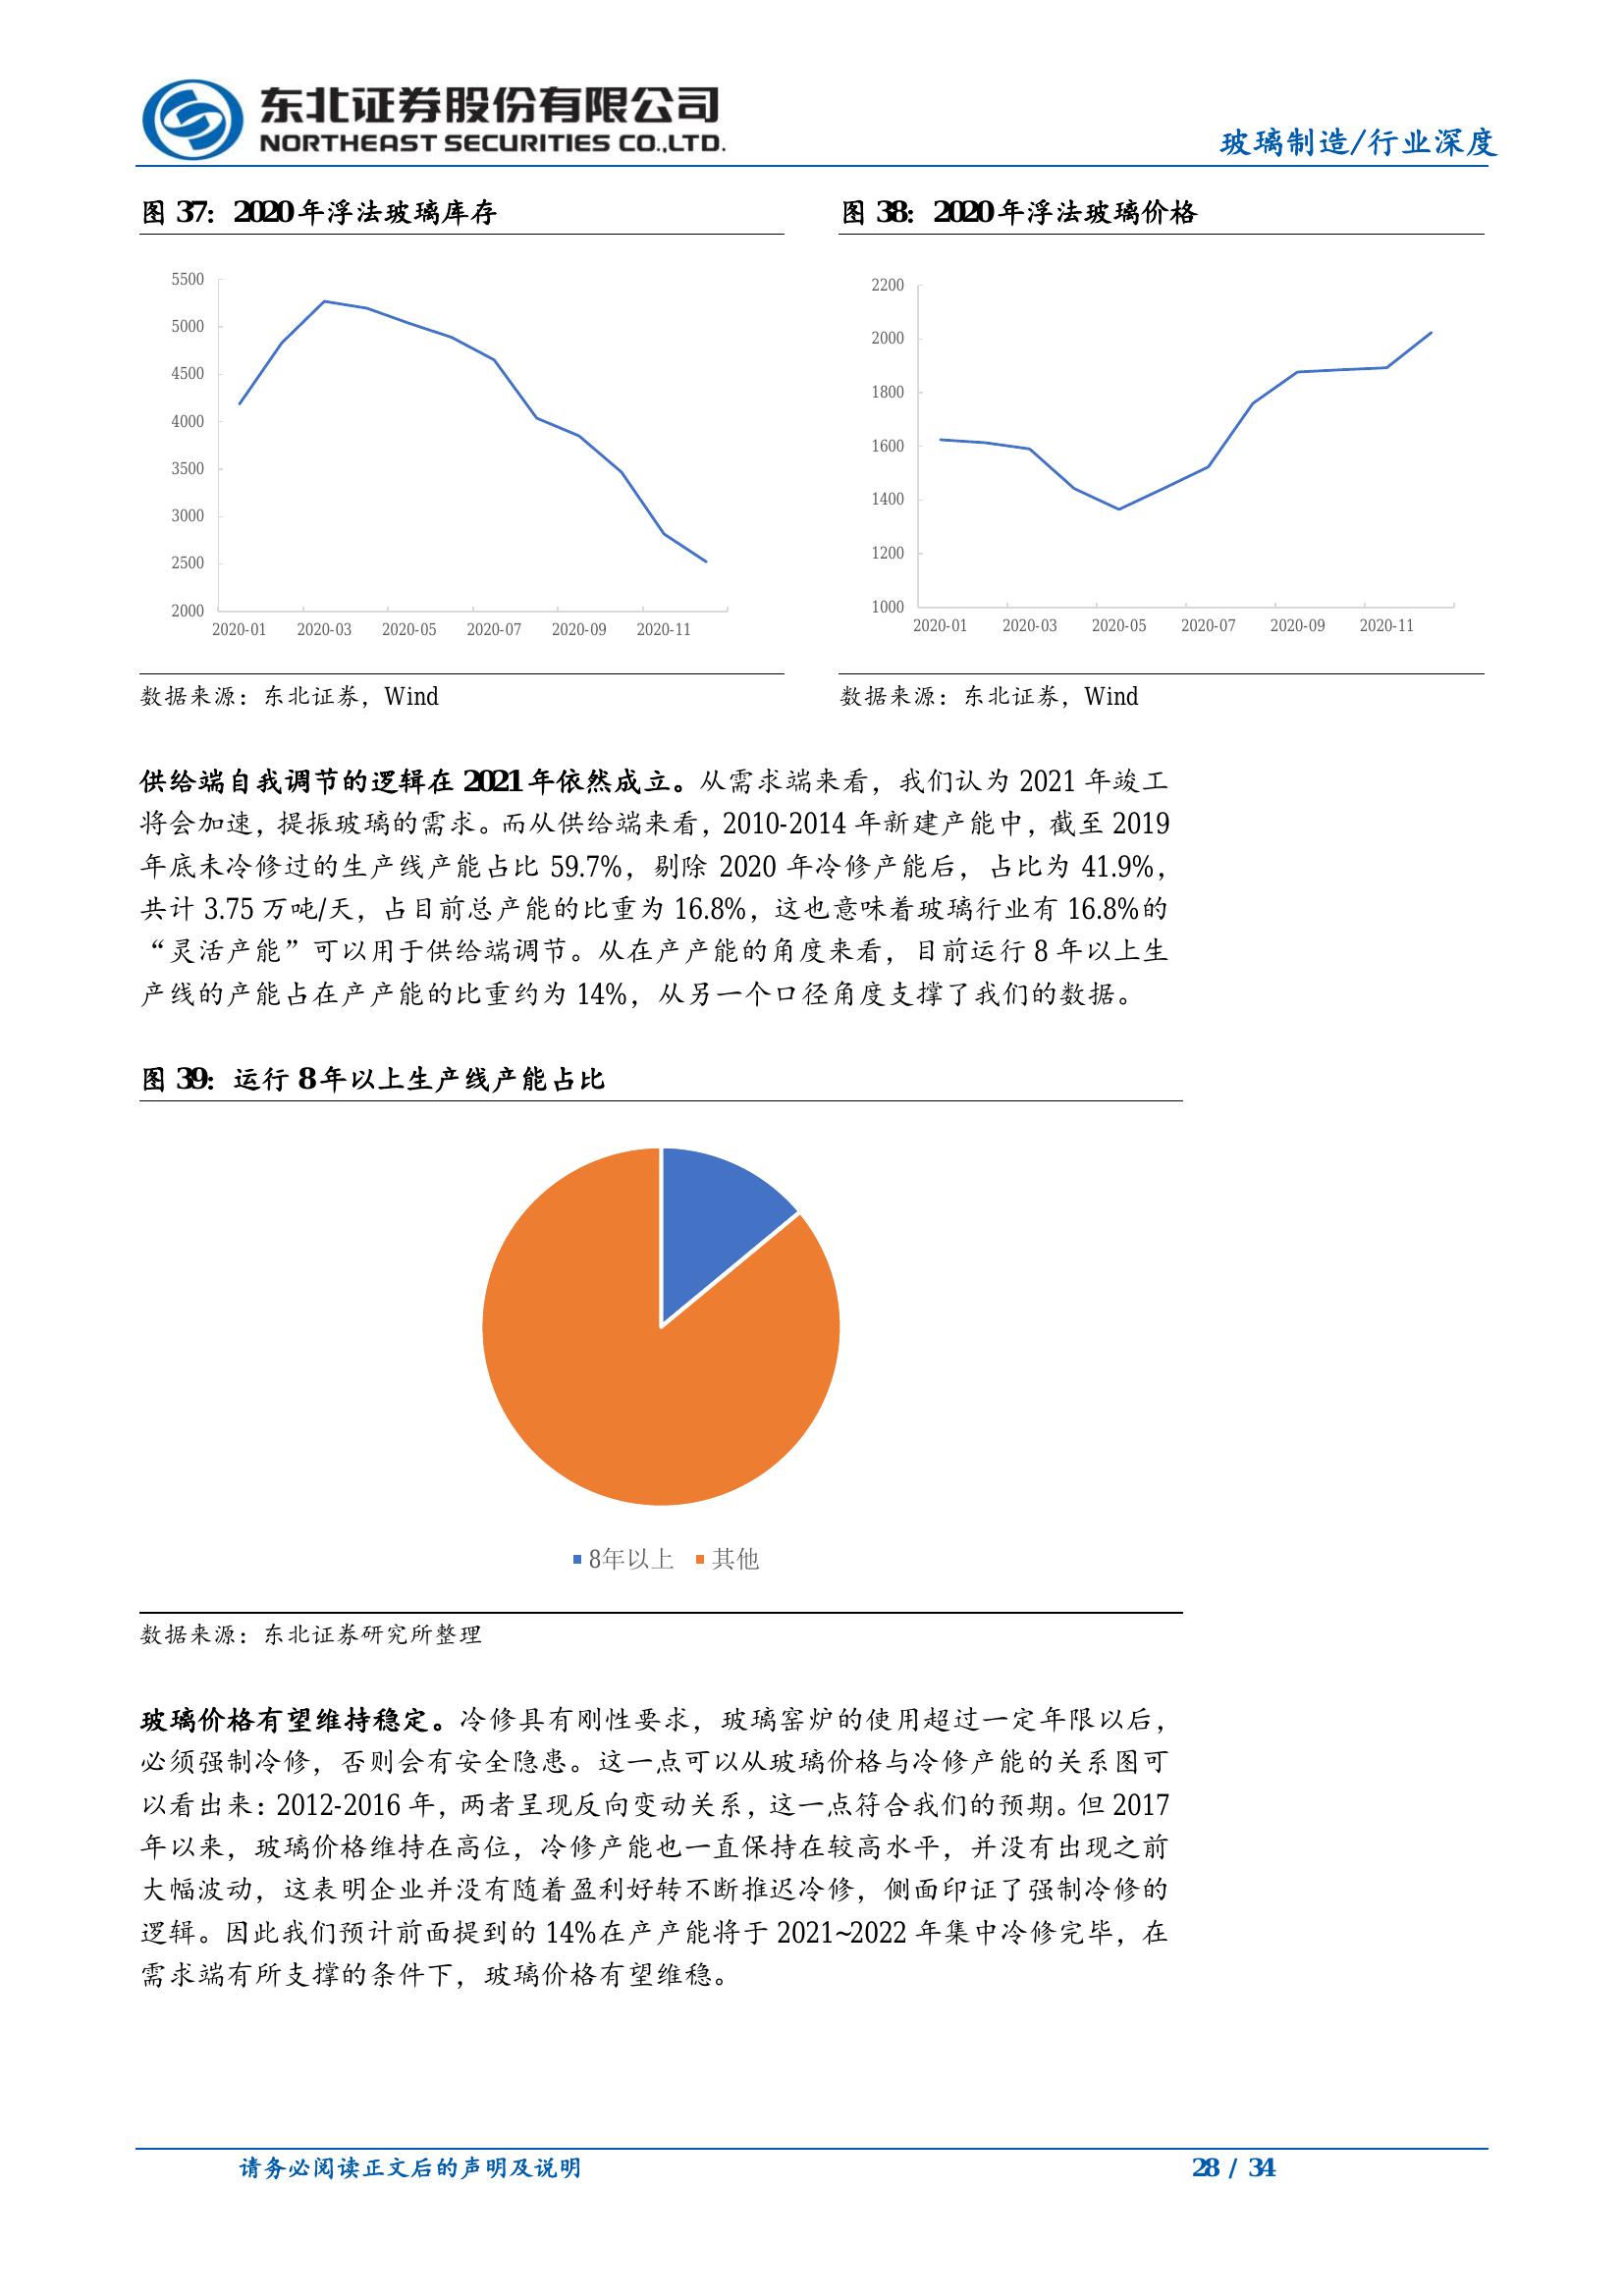 东北证券股份有限公司
NORTHEAST SECURITIES CO.,LTD.
玻璃制造/行业深度
图 37：2020 年浮法玻璃库存
5500
5000
4500
4000
3500
3000
2500
2000
2020-01 2020-03 2020-05 2020-07 2020-09 2020-11
数据来源：东北证券，Wind
图 38：2020 年浮法玻璃价格
2200
2000
1800
1600
1400
1200
1000
2020-01 2020-03 2020-05 2020-07 2020-09 2020-11
数据来源：东北证券，Wind
供给端自我调节的逻辑在 2021 年依然成立。从需求端来看，我们认为 2021 年竣工
将会加速，提振玻璃的需求。而从供给端来看，2010-2014 年新建产能中，截至 2019
年底未冷修过的生产线产能占比 59.7%，剔除 2020 年冷修产能后，占比为 41.9%，
共计 3.75 万吨/天，占目前总产能的比重为 16.8%，这也意味着玻璃行业有 16.8%的
“灵活产能”可以用于供给端调节。从在产产能的角度来看，目前运行 8 年以上生
产线的产能占在产产能的比重约为 14%，从另一个口径角度支撑了我们的数据。
图 39：运行 8 年以上生产线产能占比
8年以上 其他
数据来源：东北证券研究所整理
玻璃价格有望维持稳定。冷修具有刚性要求，玻璃窑炉的使用超过一定年限以后，
必须强制冷修，否则会有安全隐患。这一点可以从玻璃价格与冷修产能的关系图可
以看出来：2012-2016 年，两者呈现反向变动关系，这一点符合我们的预期。但 2017
年以来，玻璃价格维持在高位，冷修产能也一直保持在较高水平，并没有出现之前
大幅波动，这表明企业并没有随着盈利好转不断推迟冷修，侧面印证了强制冷修的
逻辑。因此我们预计前面提到的 14%在产产能将于 2021~2022 年集中冷修完毕，在
需求端有所支撑的条件下，玻璃价格有望维稳。
请务必阅读正文后的声明及说明
28 / 34